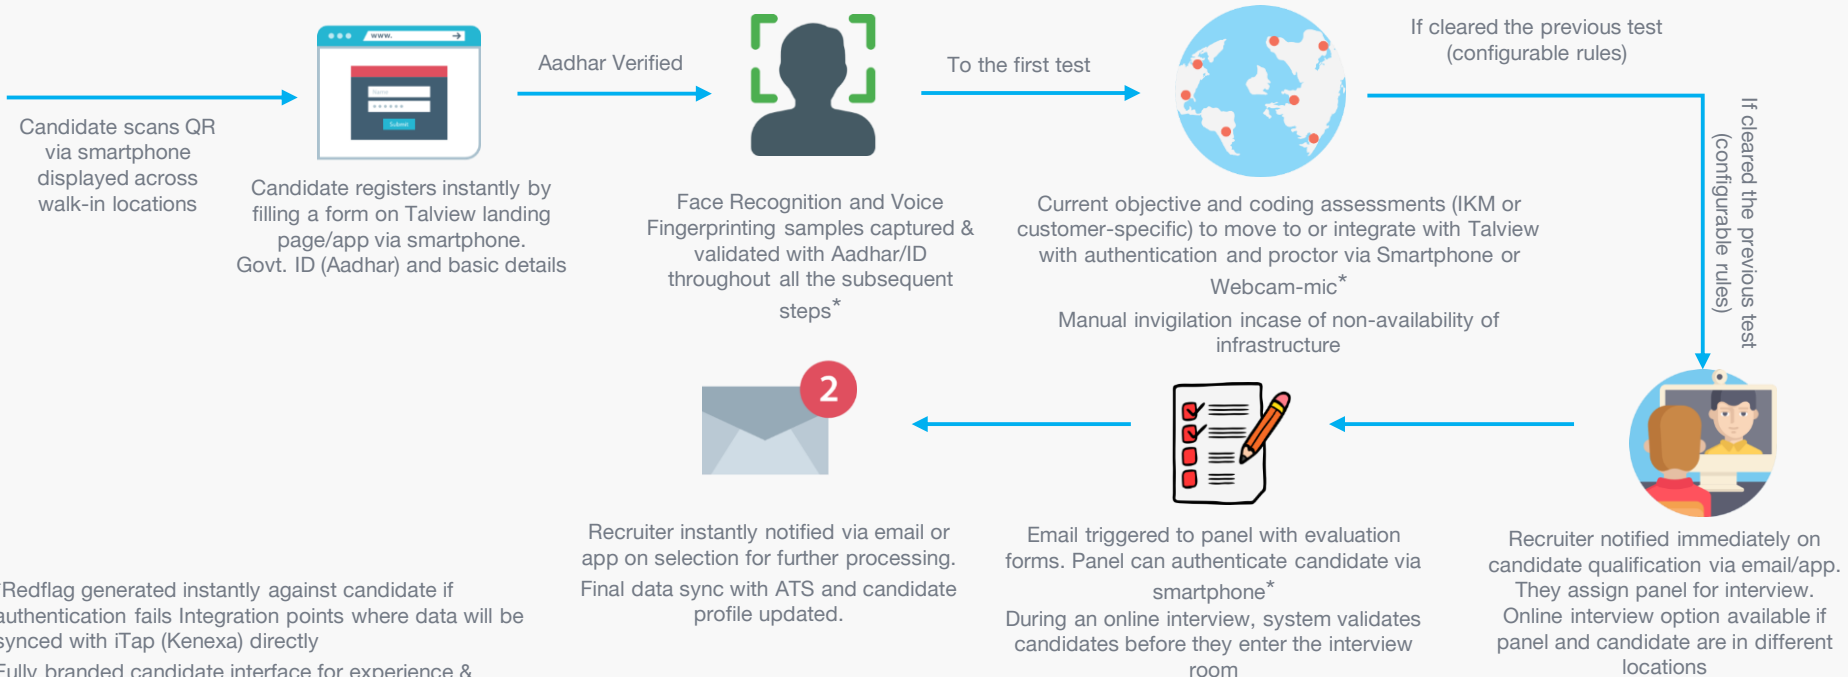 Candidate scans QR
via smartphone
displayed across
walk-in locations
www.
Name
Submit
Candidate registers instantly by
filling a form on Talview landing
page/app via smartphone.
Govt. ID (Aadhar) and basic details
Aadhar Verified
Face Recognition and Voice
Fingerprinting samples captured &
validated with Aadhar/ID
throughout all the subsequent
steps*
To the first test
Current objective and coding assessments (IKM or
customer-specific) to move to or integrate with Talview
with authentication and proctor via Smartphone or
Webcam-mic*
Manual invigilation incase of non-availability of
infrastructure
If cleared the previous test
(configurable rules)
If cleared the previous test
(configurable rules)
Recruiter notified immediately on
candidate qualification via email/app.
They assign panel for interview.
Online interview option available if
panel and candidate are in different
locations
Email triggered to panel with evaluation
forms. Panel can authenticate candidate via
smartphone*
During an online interview, system validates
candidates before they enter the interview
room
2
Recruiter instantly notified via email or
app on selection for further processing.
Final data sync with ATS and candidate
profile updated.
*Redflag generated instantly against candidate if
authentication fails Integration points where data will be
synced with iTap (Kenexa) directly
Fully branded candidate interface for experience &